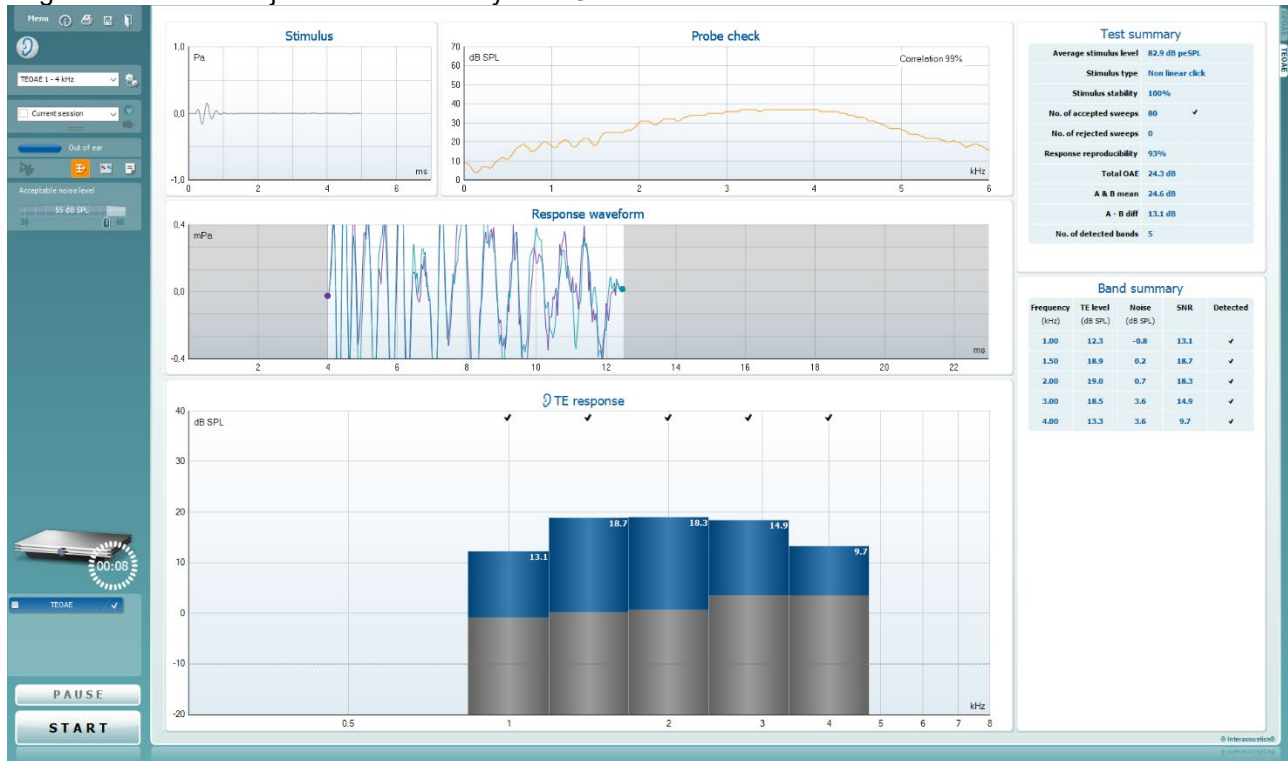 Menu
TEOAE 1 - 4 kHz
Current session
Out of ear
Acceptable noise level
55 dB SPL
30
00:08
TEOAE
PAUSE
START
Stimulus
1.0
Pa
0.0
-1.0
ms
0 2 4 6
Probe check
70
dB SPL
Correlation 99%
60
50
40
30
20
10
0
kHz
0 1 2 3 4 5 6
Response waveform
0.4
mPa
0.0
-0.4
ms
2 4 6 8 10 12 14 16 18 20 22
TE response
40
dB SPL
30
20
18.7 18.3 14.9
13.1 9.7
10
0
-10
-20
kHz
0.5 1 2 3 4 5 6 7 8
Test summary
Average stimulus level 82.9 dB peSPL
Stimulus type Non linear click
Stimulus stability 100%
No. of accepted sweeps 80
No. of rejected sweeps 0
Response reproducibility 93%
Total OAE 24.3 dB
A & B mean 24.6 dB
A - B diff 13.1 dB
No. of detected bands 5
Band summary
Frequency TE level Noise SNR Detected
(kHz) (dB SPL) (dB SPL)
1.00 12.3 -0.8 13.1
1.50 18.9 0.2 18.7
2.00 19.0 0.7 18.3
3.00 18.5 3.6 14.9
4.00 13.3 3.6 9.7
TEOAE
© Interacoustics®